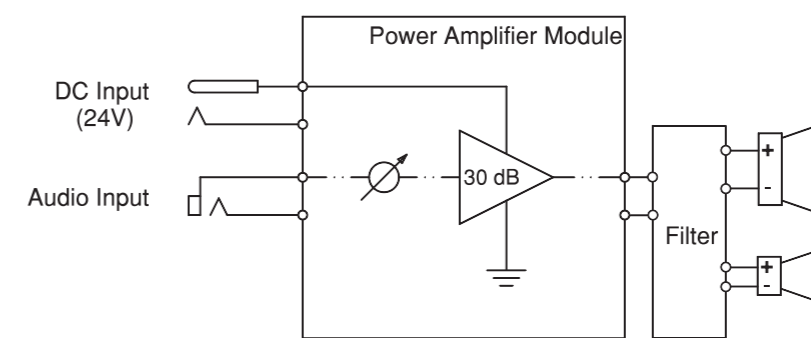 Power Amplifier Module
DC Input
(24V)
+
30 dB
-
Audio Input
Filter
+
-